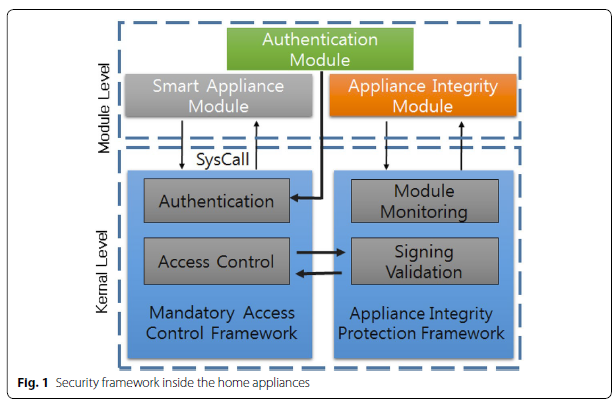 Module Level
Authentication
Module
Smart Appliance
Module
Appliance Integrity
Module
SysCall
Kernal Level
Authentication
Access Control
Mandatory Access
Control Framework
Module
Monitoring
Signing
Validation
Appliance Integrity
Protection Framework
Fig. 1 Security framework inside the home appliances